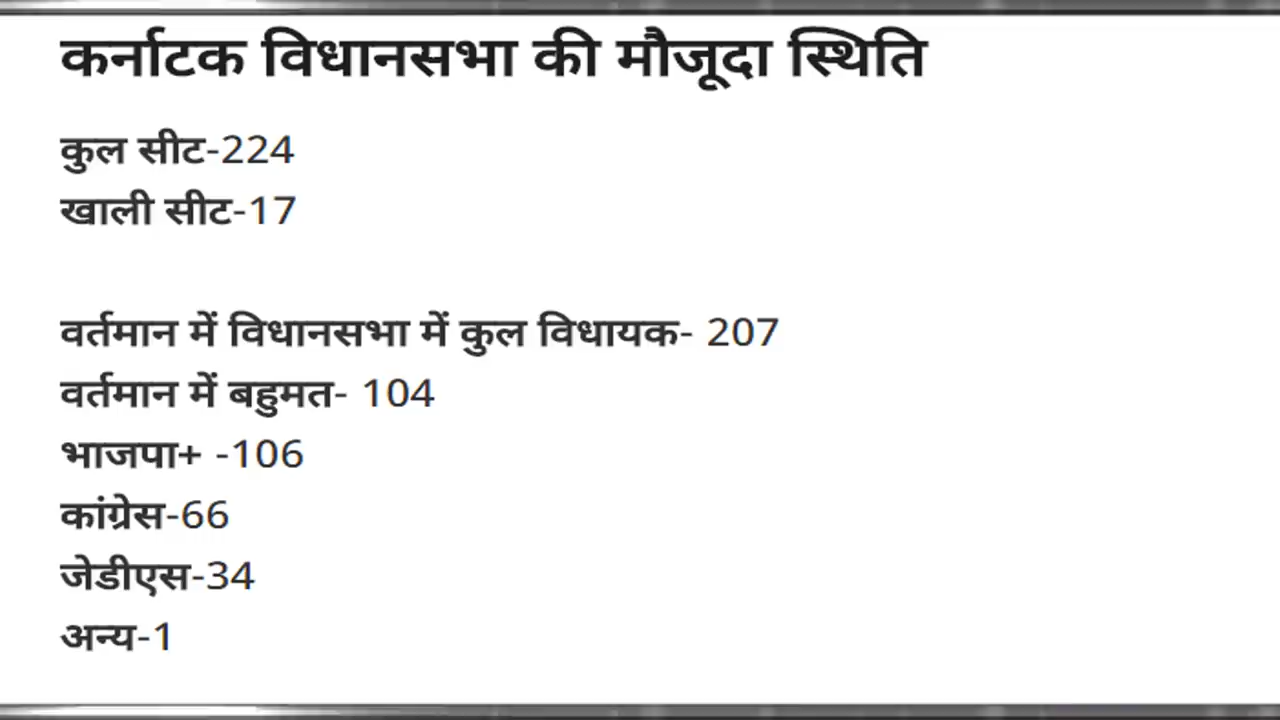 कर्नाटक विधानसभा की मौजूदा स्थिति
कुल सीट-224
खाली सीट-17
वर्तमान में विधानसभा में कुल विधायक- 207
वर्तमान में बहुमत- 104
भाजपा+ -106
कांग्रेस-66
जेडीएस-34
अन्य-1